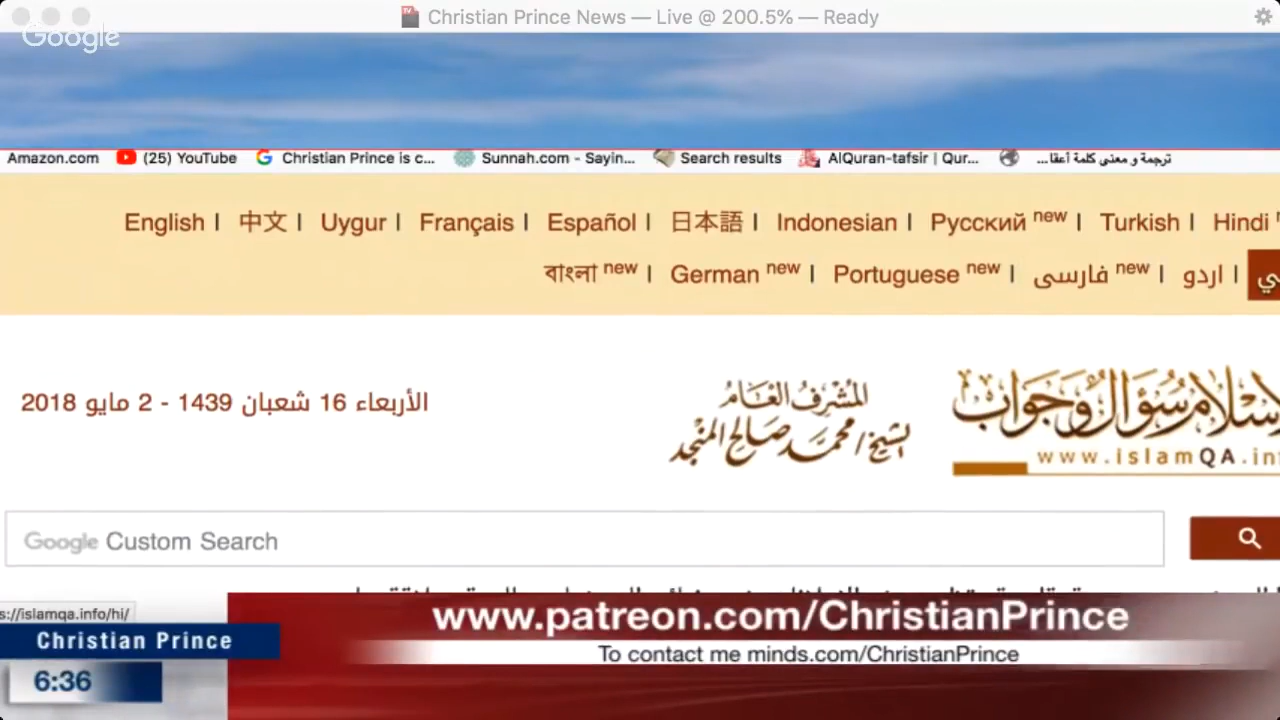 Christian Prince News — Live @ 200.5% — Ready
Google
Amazon.com (25) YouTube Christian Prince is c... Sunnah.com - Sayin... Search results AlQuran-tafsir | Qur... ترجمة و معنى كلمة أعقا...
English | 中文 | Uygur | Français | Español | 日本語 | Indonesian | Русский new | Turkish | Hindi
বাংলা new | German new | Portuguese new | فارسی new | اردو |
الأربعاء 16 شعبان 1439 - 2 مايو 2018
المشرف العام
الشيخ/محمد صالح المنجد
سلام سؤال وجواب
www.islamQA.in
Google Custom Search
s://islamqa.info/hi/
www.patreon.com/ChristianPrince
Christian Prince
To contact me minds.com/ChristianPrince
6:36